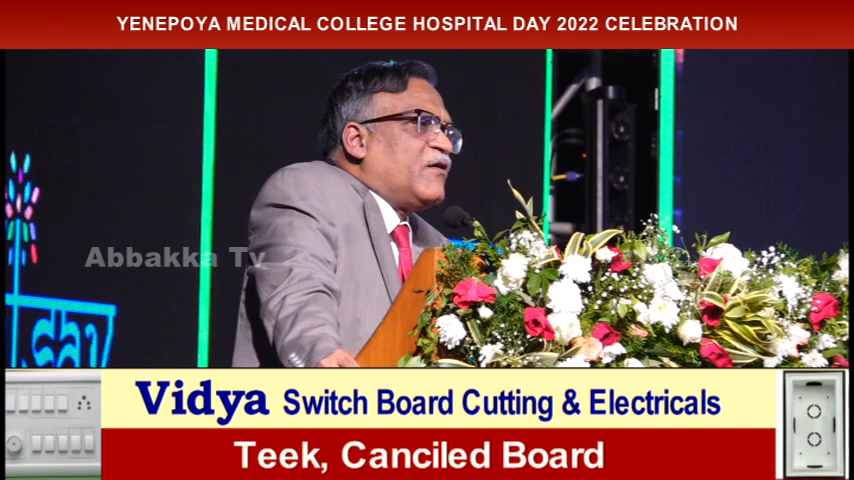 YENEPOYA MEDICAL COLLEGE HOSPITAL DAY 2022 CELEBRATION
Abbakka Tv
Vidya Switch Board Cutting & Electricals
Teek, Canciled Board